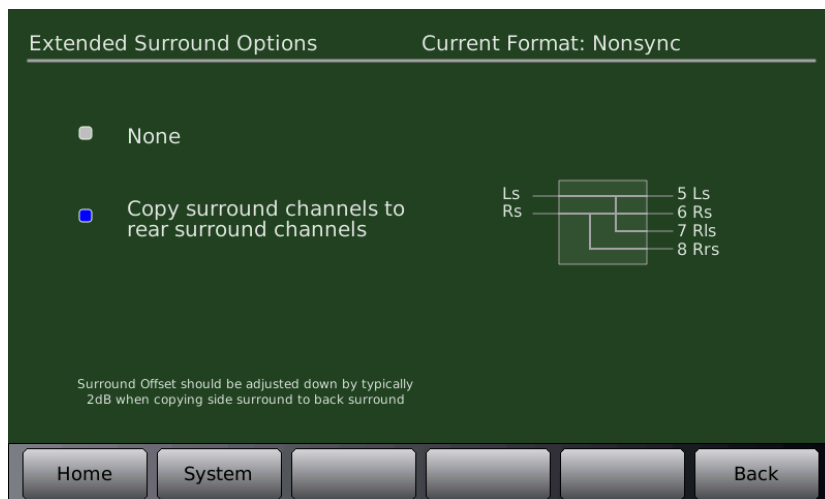 Extended Surround Options
Current Format: Nonsync
None
Copy surround channels to
rear surround channels
Ls
Rs
5 Ls
6 Rs
7 Rls
8 Rrs
Surround Offset should be adjusted down by typically
2dB when copying side surround to back surround
Home
System
Back